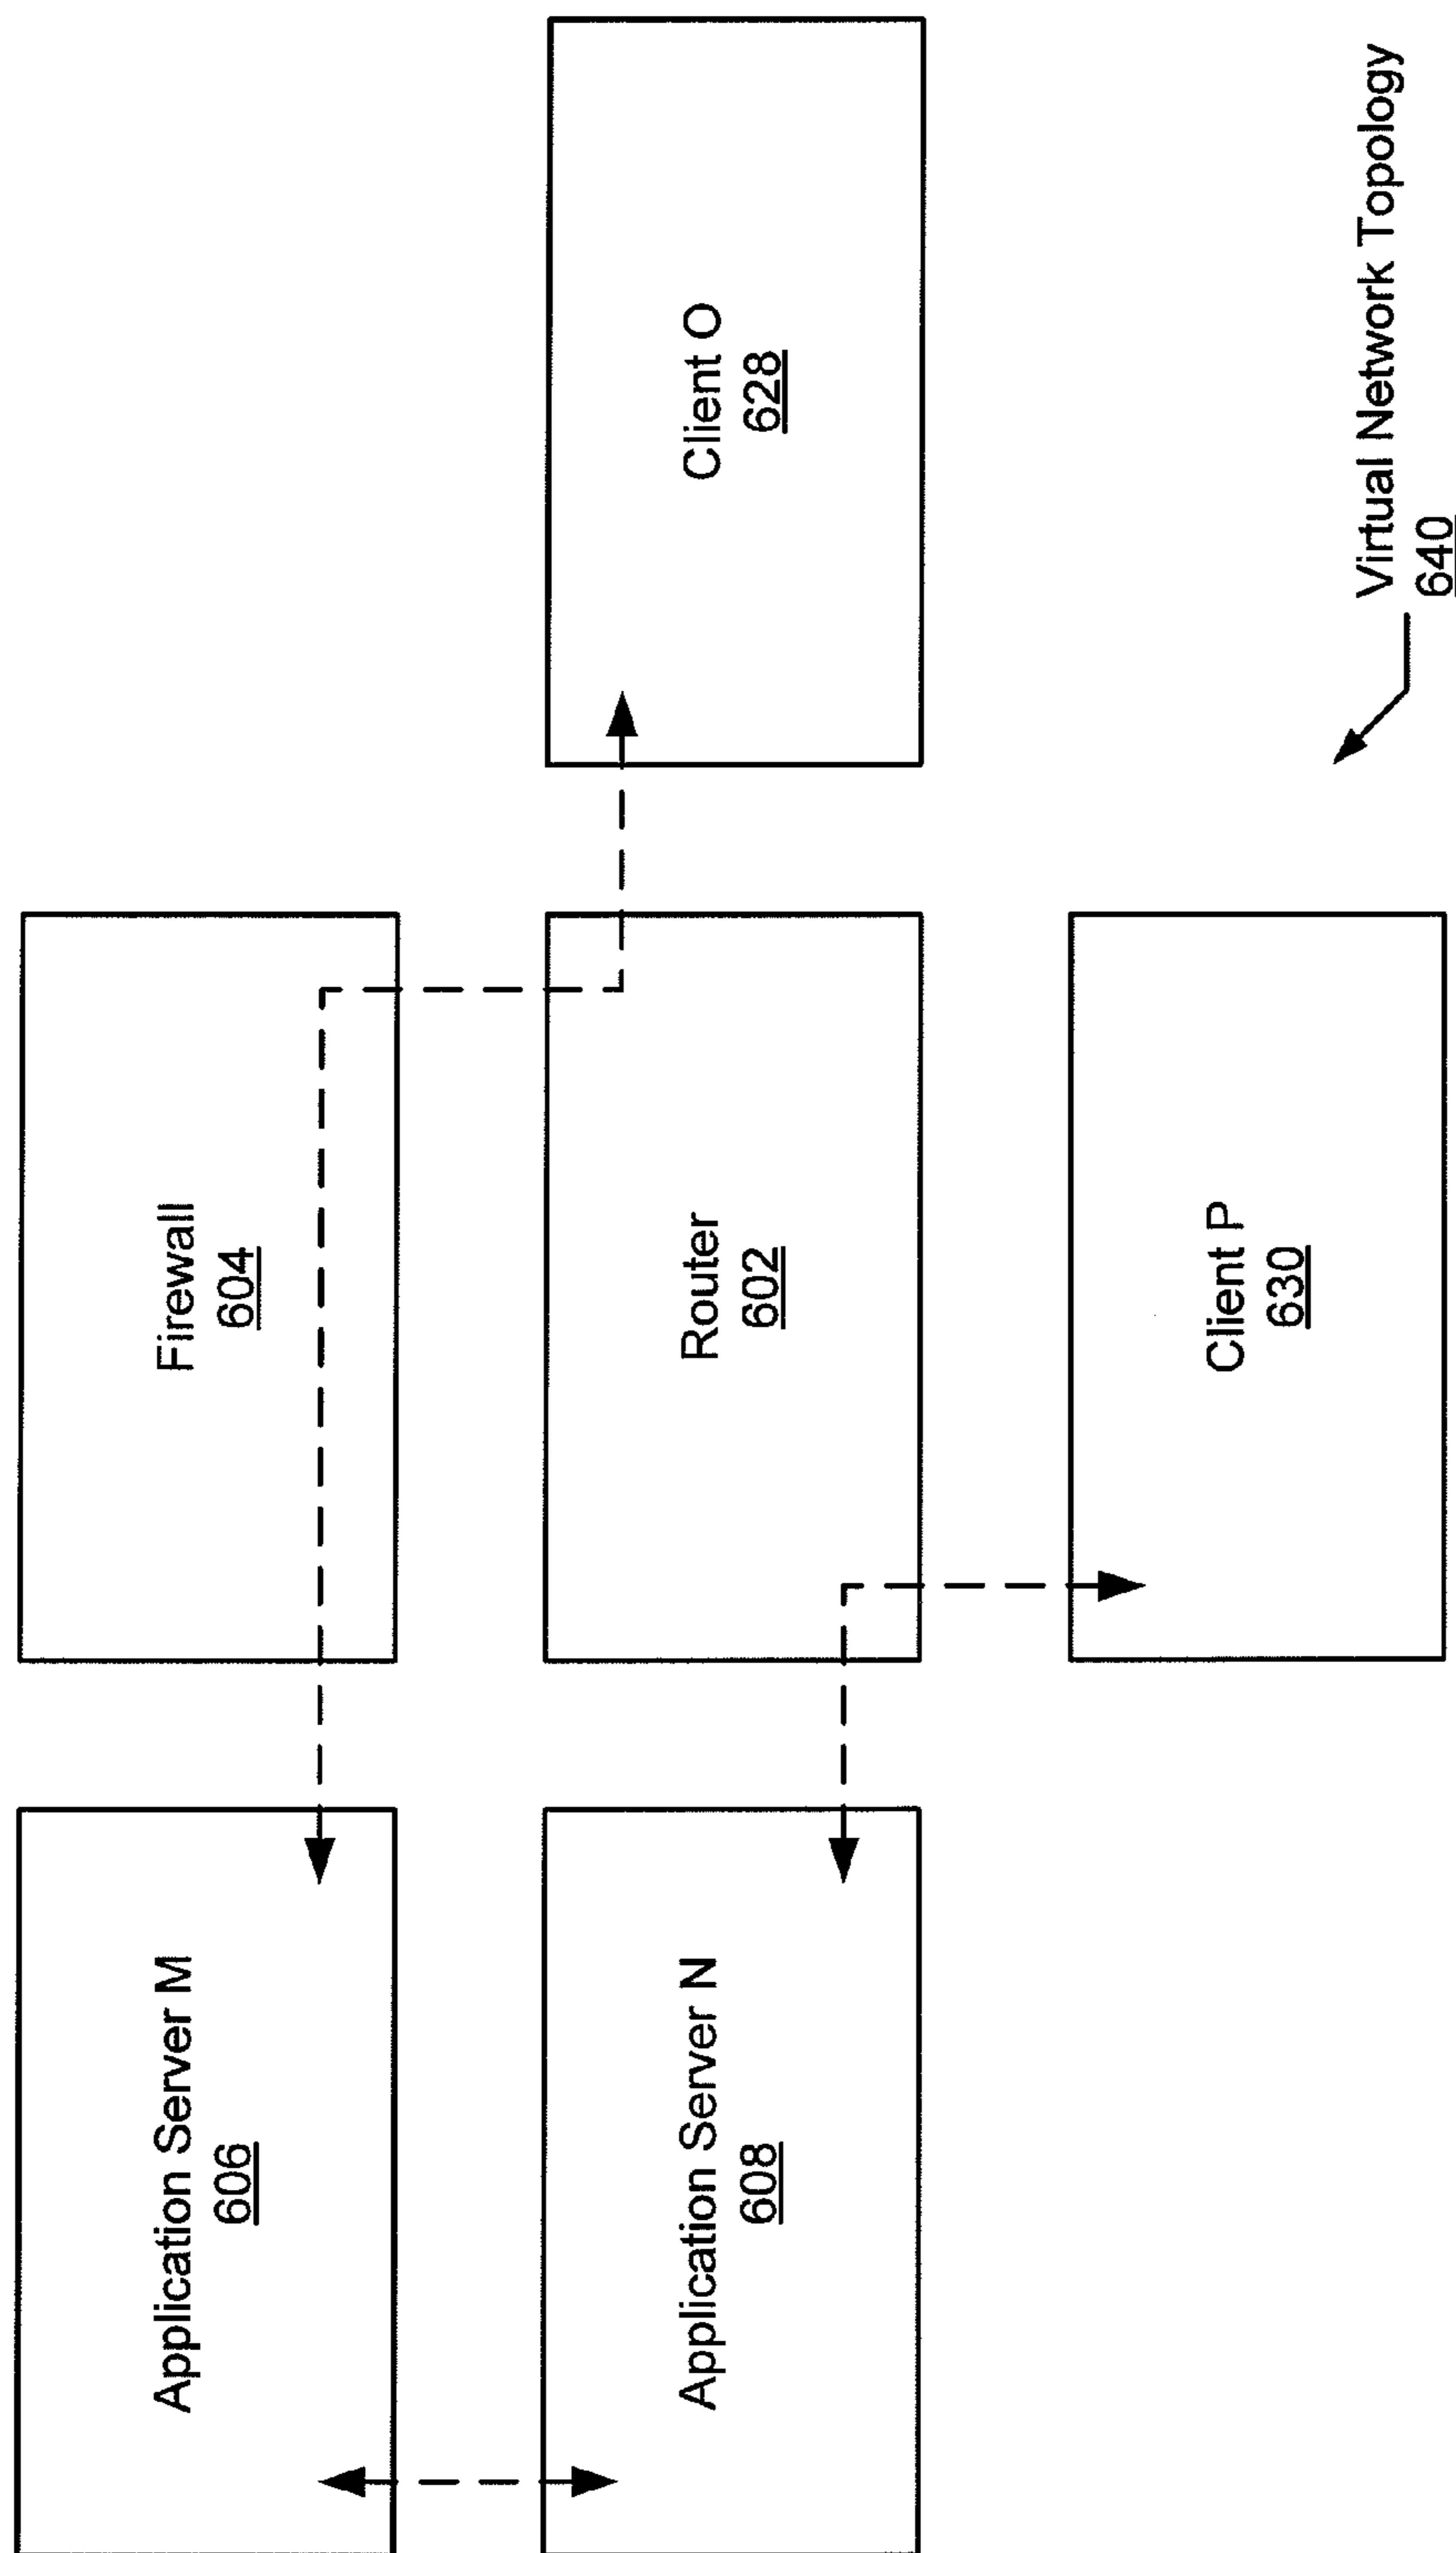 Application Server M
606
Firewall
604
Application Server N
608
Router
602
Client O
628
Client P
630
Virtual Network Topology
640